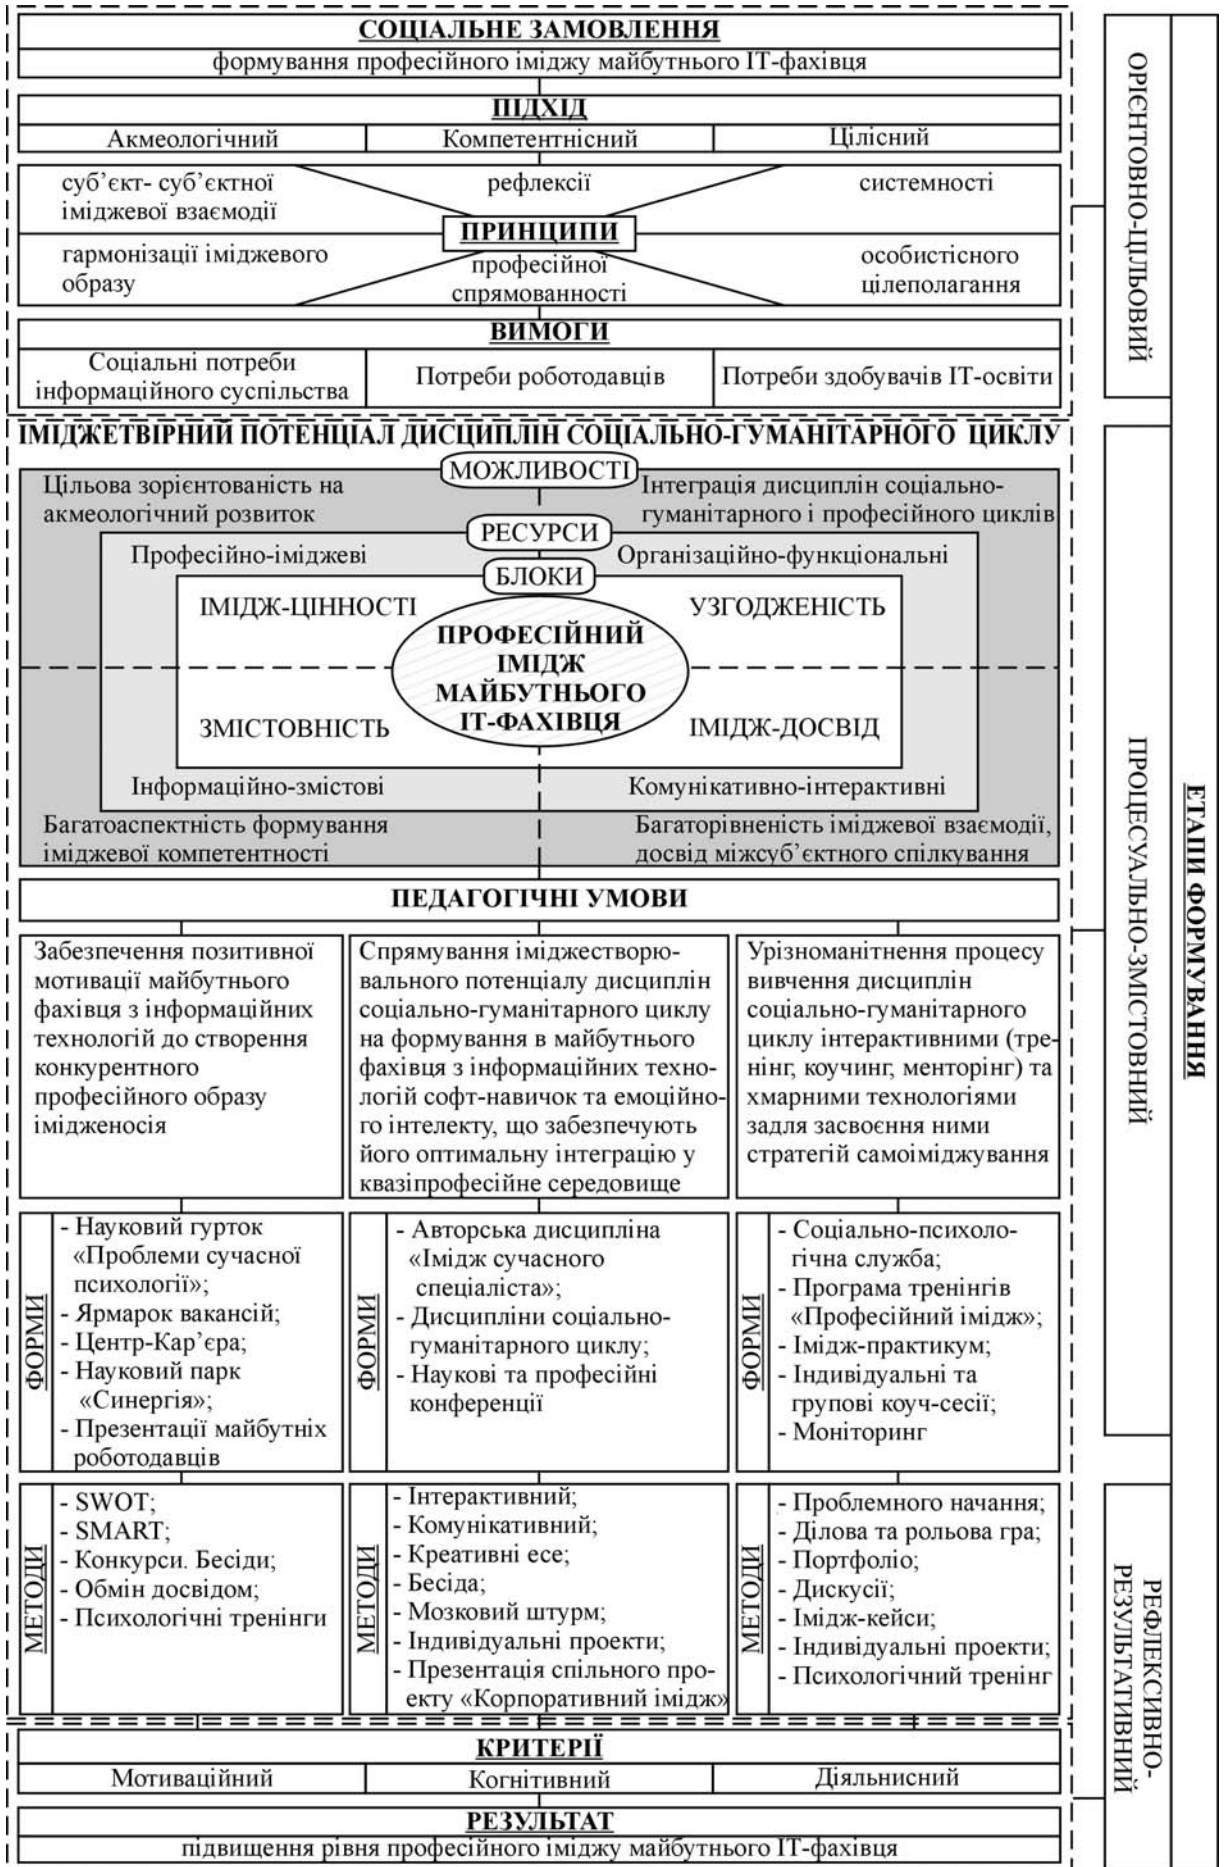 СОЦІАЛЬНЕ ЗАМОВЛЕННЯ
формування професійного іміджу майбутнього ІТ-фахівця
ПІДХІД
Акмеологічний
Компетентнісний
Цілісний
суб’єкт- суб’єктної
іміджевої взаємодії
рефлексії
системності
ПРИНЦИПИ
гармонізації іміджевого
образу
професійної
спрямованності
особистісного
цілеполагання
ВИМОГИ
Соціальні потреби
інформаційного суспільства
Потреби роботодавців
Потреби здобувачів ІТ-освіти
ОРІЄНТОВНО-ЦІЛЬОВИЙ
ІМІДЖЕТВІРНИЙ ПОТЕНЦІАЛ ДИСЦИПЛІН СОЦІАЛЬНО-ГУМАНІТАРНОГО ЦИКЛУ
МОЖЛИВОСТІ
Цільова зорієнтованість на
акмеологічний розвиток
Інтеграція дисциплін соціально-
гуманітарного і професійного циклів
РЕСУРСИ
Професійно-іміджеві
Організаційно-функціональні
БЛОКИ
ІМІДЖ-ЦІННОСТІ
УЗГОДЖЕНІСТЬ
ПРОФЕСІЙНИЙ
ІМІДЖ
МАЙБУТНЬОГО
ІТ-ФАХІВЦЯ
ЗМІСТОВНІСТЬ
ІМІДЖ-ДОСВІД
Інформаційно-змістові
Комунікативно-інтерактивні
Багатоаспектність формування
іміджевої компетентності
Багаторівненість іміджевої взаємодії,
досвід міжсуб’єктного спілкування
ПЕДАГОГІЧНІ УМОВИ
Забезпечення позитивної
мотивації майбутнього
фахівця з інформаційних
технологій до створення
конкурентного
професійного образу
імідженосія
Спрямування іміджестворю-
вального потенціалу дисциплін
соціально-гуманітарного циклу
на формування в майбутнього
фахівця з інформаційних техно-
логій софт-навичок та емоційно-
го інтелекту, що забезпечують
його оптимальну інтеграцію у
квазіпрофесійне середовище
Урізноманітнення процесу
вивчення дисциплін
соціально-гуманітарного
циклу інтерактивними (тре-
нінг, коучинг, менторінг) та
хмарними технологіями
задля засвоєння ними
стратегій самоіміджування
ФОРМИ
- Науковий гурток
«Проблеми сучасної
психології»;
- Ярмарок вакансій;
- Центр-Кар’єра;
- Науковий парк
«Синергія»;
- Презентації майбутніх
роботодавців
ФОРМИ
- Авторська дисципліна
«Імідж сучасного
спеціаліста»;
- Дисципліни соціально-
гуманітарного циклу;
- Наукові та професійні
конференції
ФОРМИ
- Соціально-психоло-
гічна служба;
- Програма тренінгів
«Професійний імідж»;
- Імідж-практикум;
- Індивідуальні та
групові коуч-сесії;
- Моніторинг
МЕТОДИ
- SWOT;
- SMART;
- Конкурси. Бесіди;
- Обмін досвідом;
- Психологічні тренінги
МЕТОДИ
- Інтерактивний;
- Комунікативний;
- Креативні есе;
- Бесіда;
- Мозковий штурм;
- Індивідуальні проекти;
- Презентація спільного про-
екту «Корпоративний імідж»
МЕТОДИ
- Проблемного начання;
- Ділова та рольова гра;
- Портфоліо;
- Дискусії;
- Імідж-кейси;
- Індивідуальні проекти;
- Психологічний тренінг
ПРОЦЕСУАЛЬНО-ЗМІСТОВНИЙ
ЕТАПИ ФОРМУВАННЯ
КРИТЕРІЇ
Мотиваційний
Когнітивний
Діяльнисний
РЕЗУЛЬТАТ
підвищення рівня професійного іміджу майбутнього ІТ-фахівця
РЕФЛЕКСИВНО-
РЕЗУЛЬТАТИВНИЙ